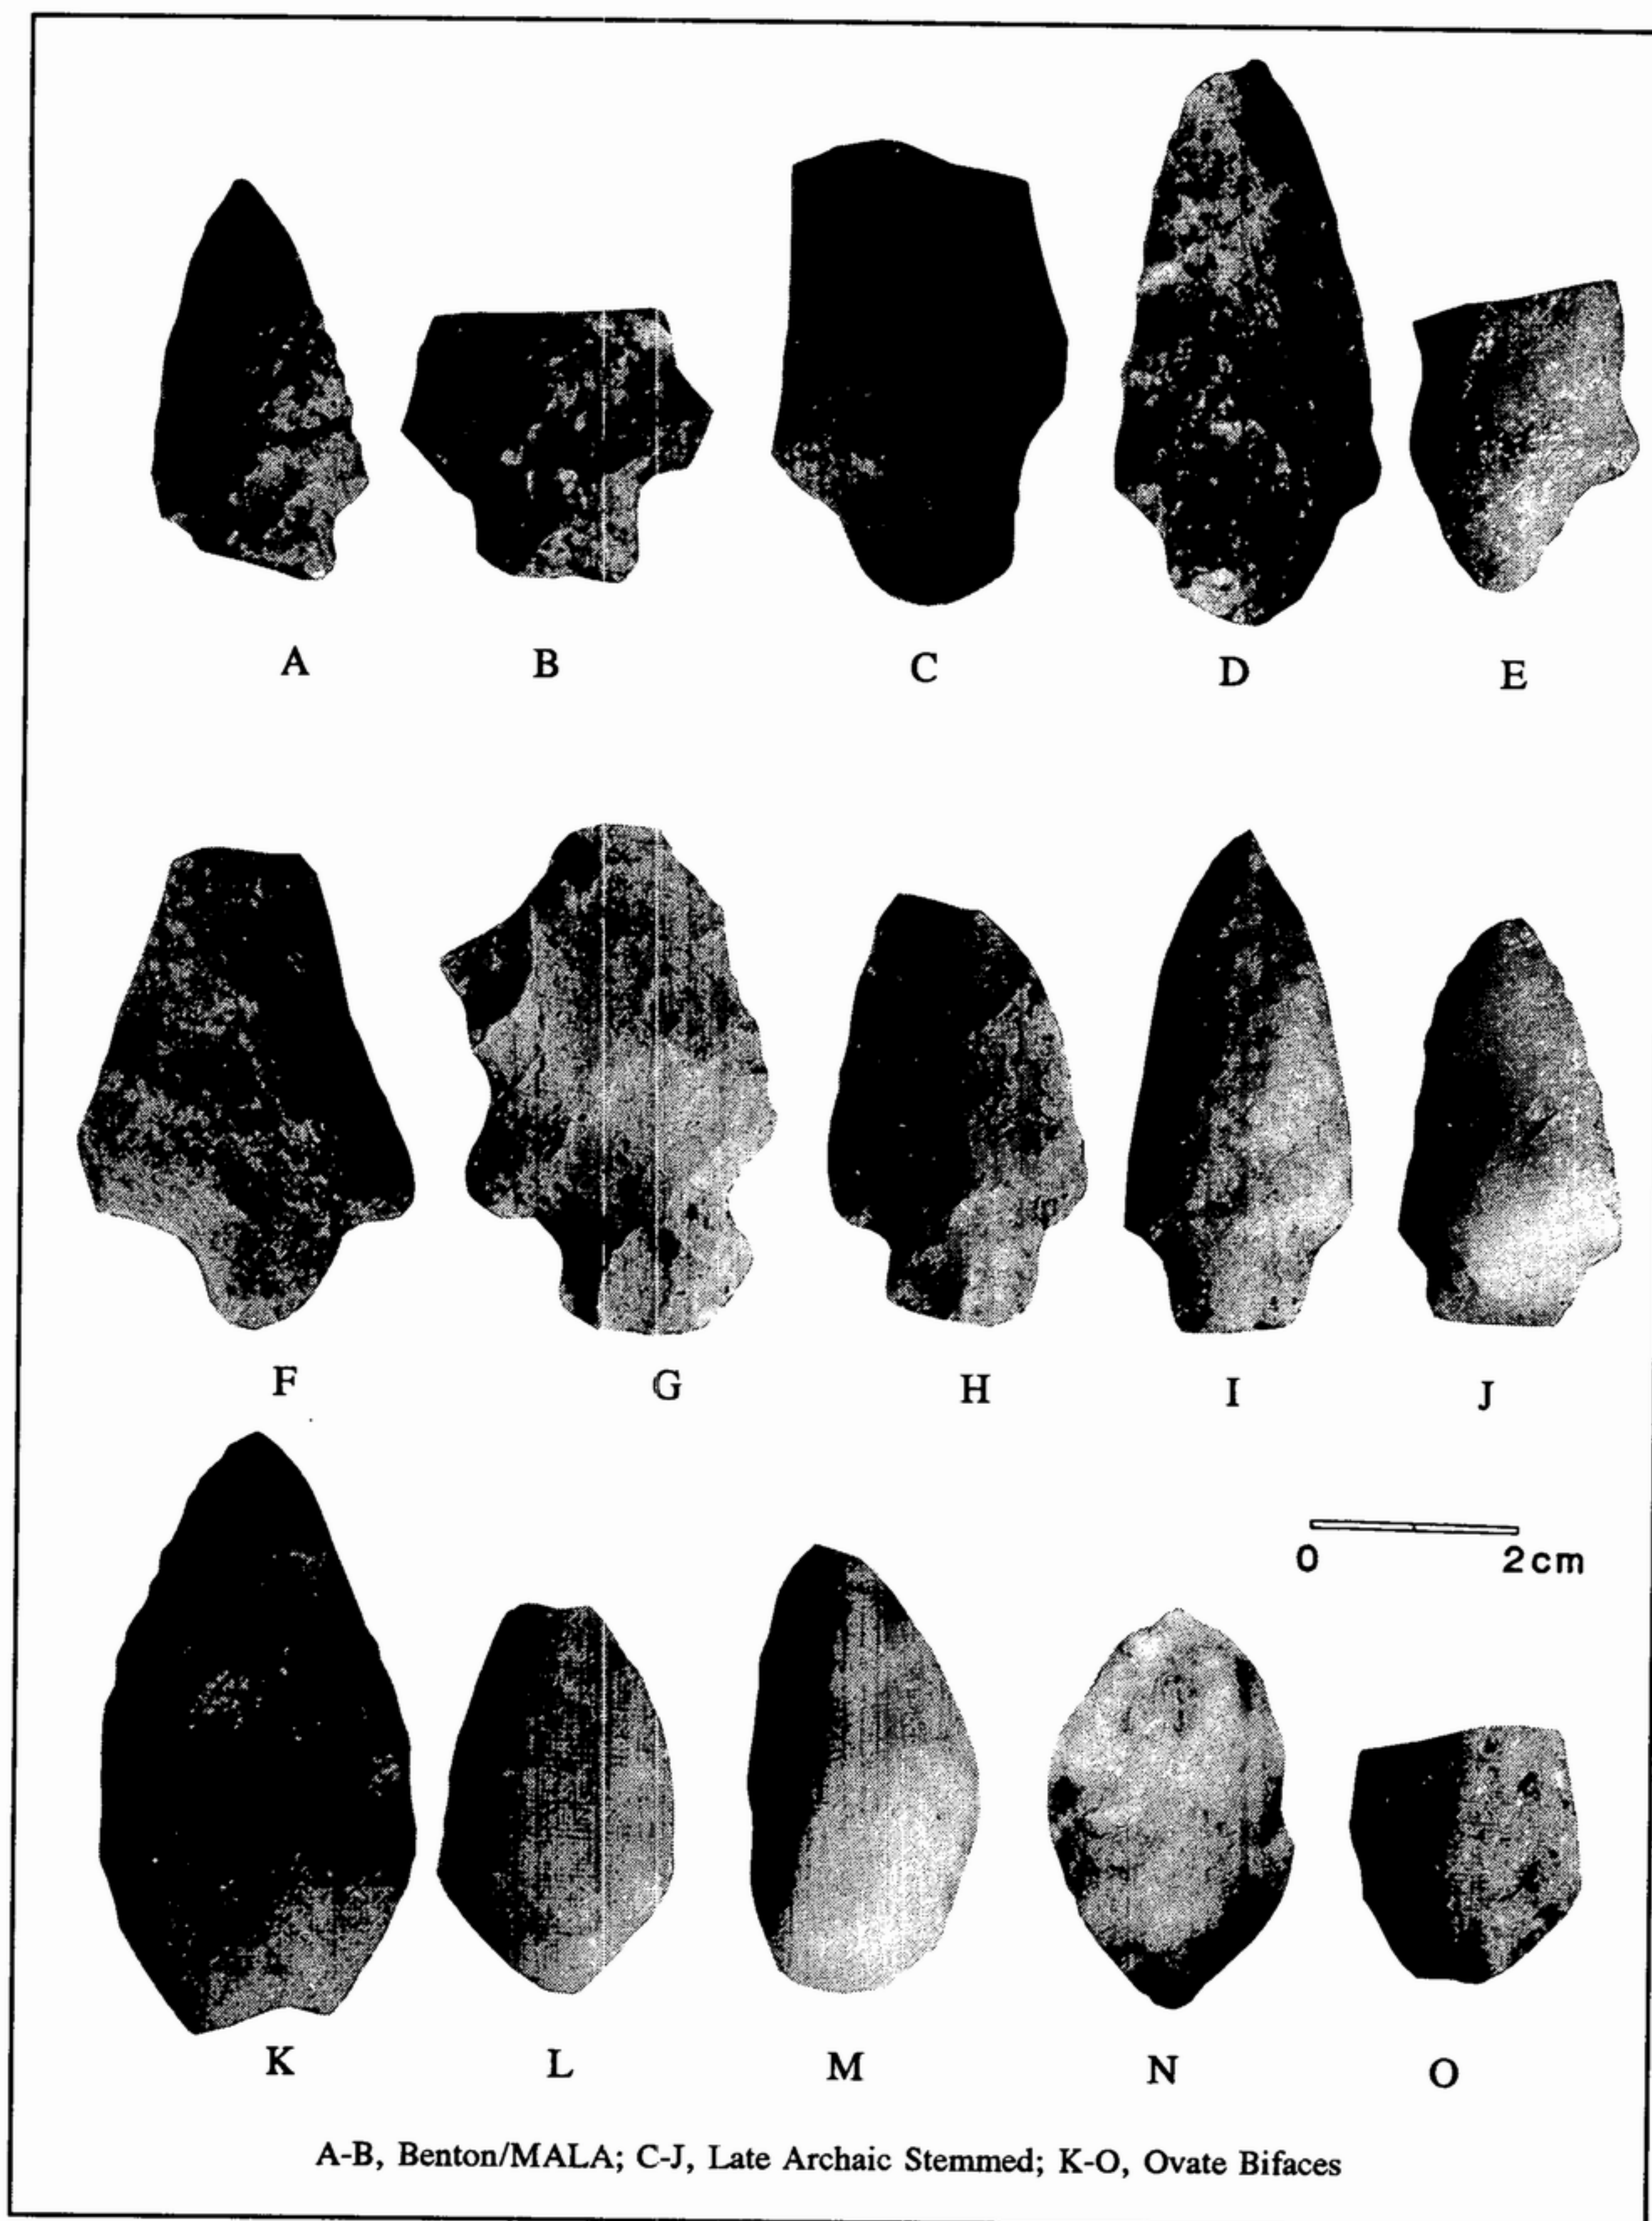 A B C D E
F G H I J
0 2cm
K L M N O
A-B, Benton/MALA; C-J, Late Archaic Stemmed; K-O, Ovate Bifaces